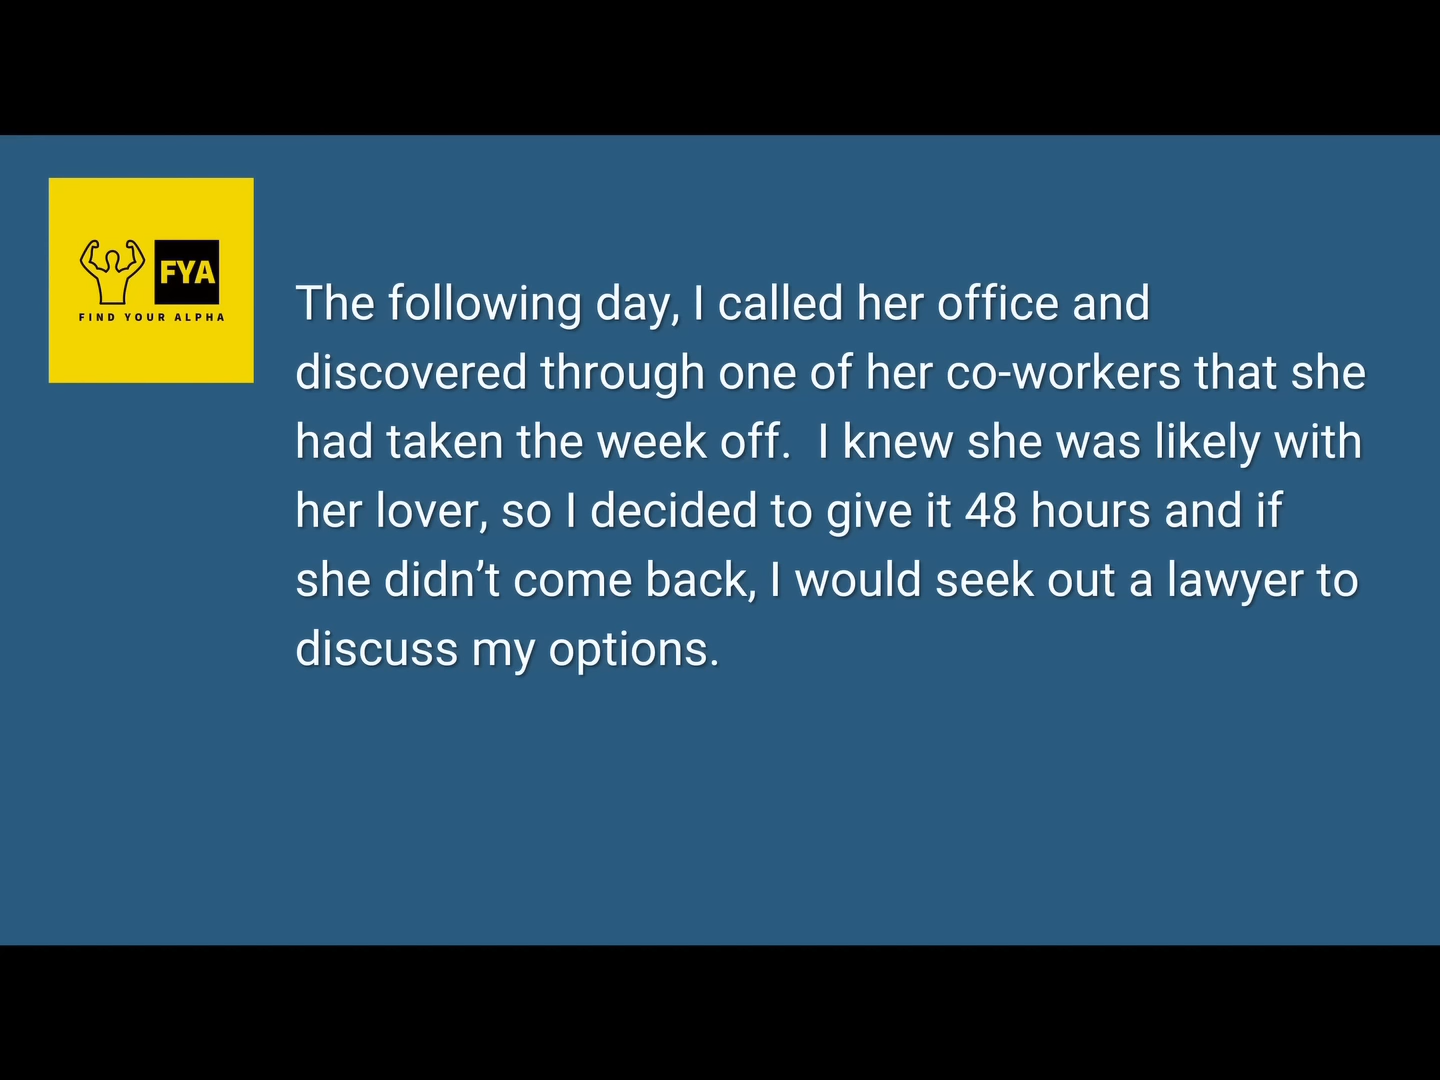 FYA
FIND YOUR ALPHA
The following day, I called her office and
discovered through one of her co-workers that she
had taken the week off.  I knew she was likely with
her lover, so I decided to give it 48 hours and if
she didn’t come back, I would seek out a lawyer to
discuss my options.